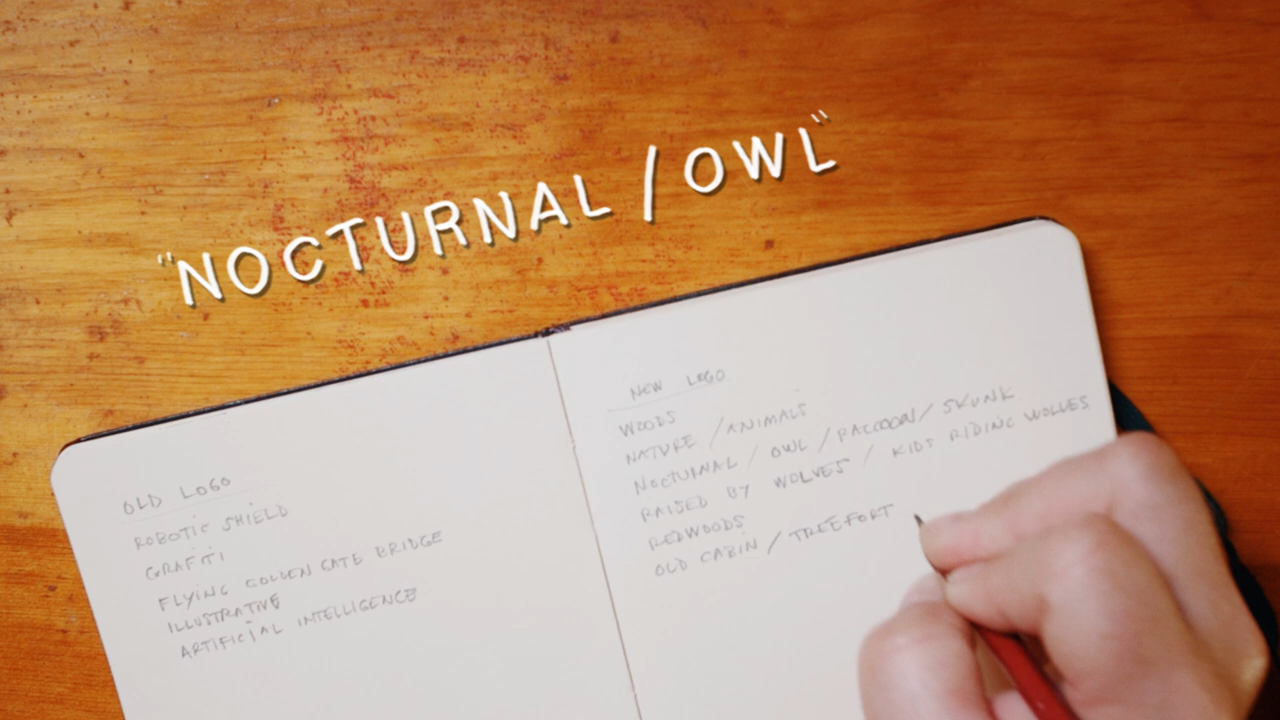 "NOCTURNAL / OWL"
OLD LOGO
ROBOTIC SHIELD
GRAFITI
FLYING GOLDEN GATE BRIDGE
ILLUSTRATIVE
ARTIFICIAL INTELLIGENCE
NEW LOGO
WOODS
NATURE / ANIMALS
NOCTURNAL / OWL / RACCOON / SKUNK
RAISED BY WOLVES / KIDS RIDING WOLVES
REDWOODS
OLD CABIN / TREEFORT